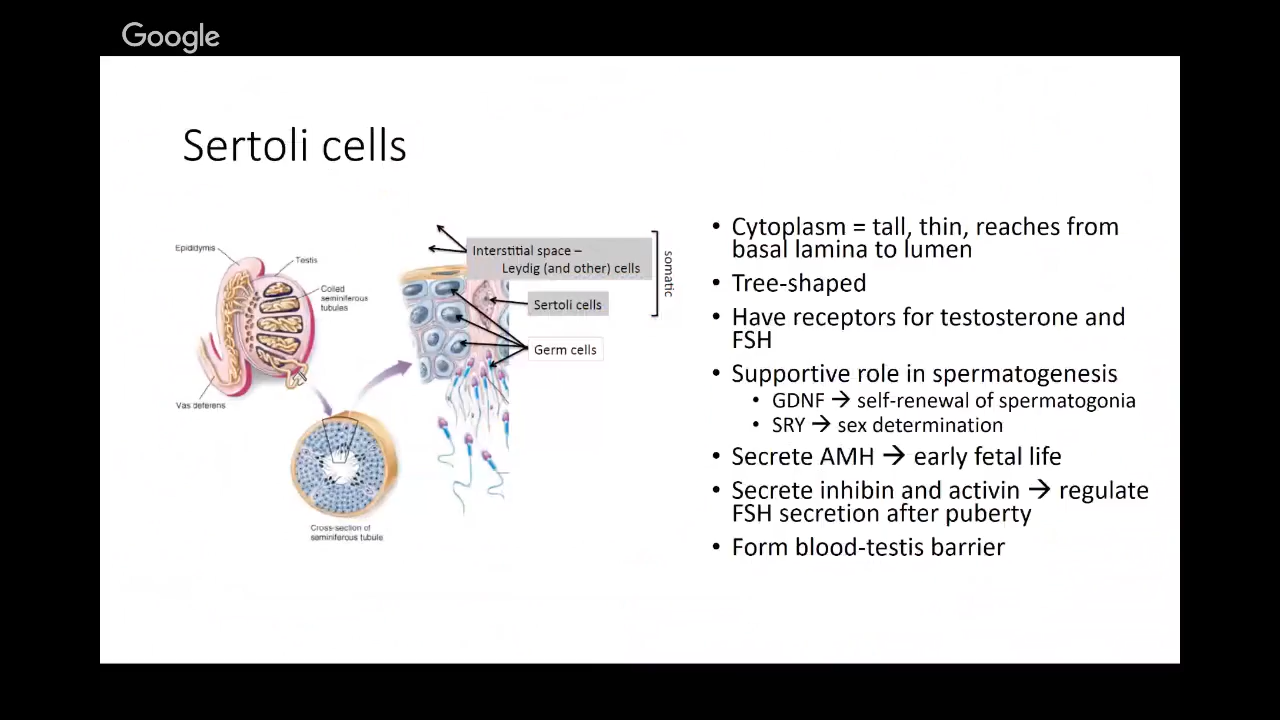 Google
Sertoli cells
Epididymis
Testis
Coiled
seminiferous
tubules
Vas deferens
Cross-section of
seminiferous tubule
Interstitial space –
Leydig (and other) cells
somatic
Sertoli cells
Germ cells
• Cytoplasm = tall, thin, reaches from
basal lamina to lumen
• Tree-shaped
• Have receptors for testosterone and
FSH
• Supportive role in spermatogenesis
• GDNF → self-renewal of spermatogonia
• SRY → sex determination
• Secrete AMH → early fetal life
• Secrete inhibin and activin → regulate
FSH secretion after puberty
• Form blood-testis barrier